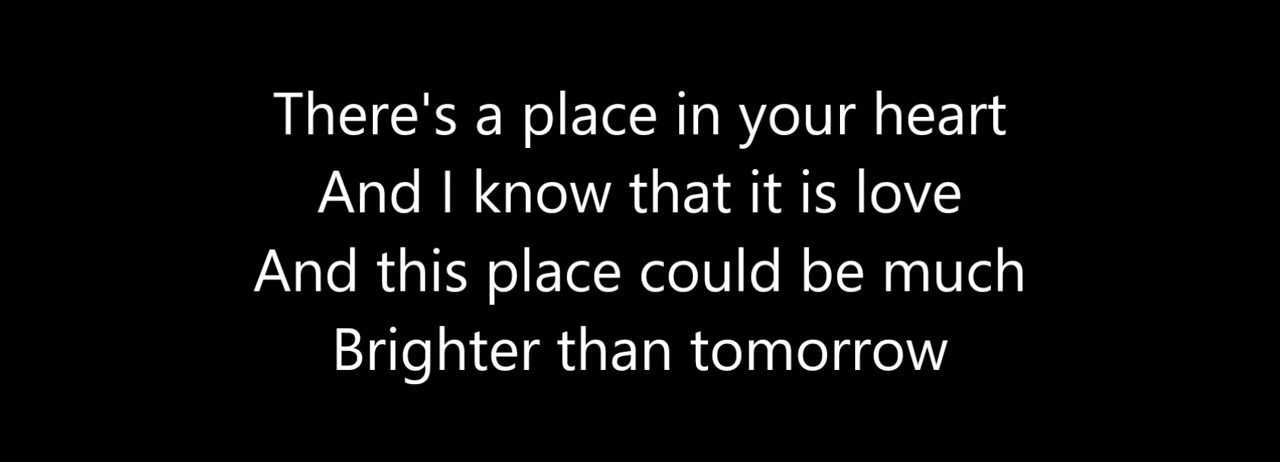 There's a place in your heart
And I know that it is love
And this place could be much
Brighter than tomorrow